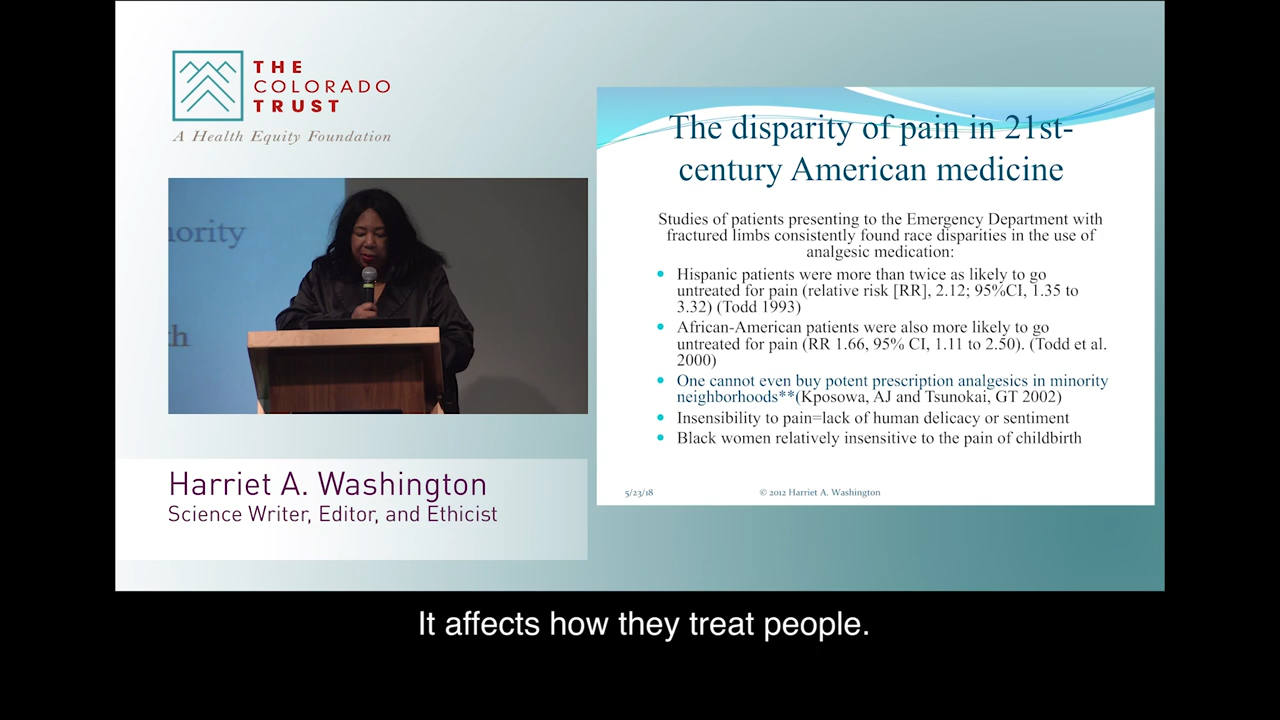 THE
COLORADO
TRUST
A Health Equity Foundation
ority
th
Harriet A. Washington
Science Writer, Editor, and Ethicist
The disparity of pain in 21st-
century American medicine
Studies of patients presenting to the Emergency Department with
fractured limbs consistently found race disparities in the use of
analgesic medication:
Hispanic patients were more than twice as likely to go
untreated for pain (relative risk [RR], 2.12; 95%CI, 1.35 to
3.32) (Todd 1993)
African-American patients were also more likely to go
untreated for pain (RR 1.66, 95% CI, 1.11 to 2.50). (Todd et al.
2000)
One cannot even buy potent prescription analgesics in minority
neighborhoods**(Kposowa, AJ and Tsunokai, GT 2002)
Insensibility to pain=lack of human delicacy or sentiment
Black women relatively insensitive to the pain of childbirth
5/23/18
© 2012 Harriet A. Washington
It affects how they treat people.